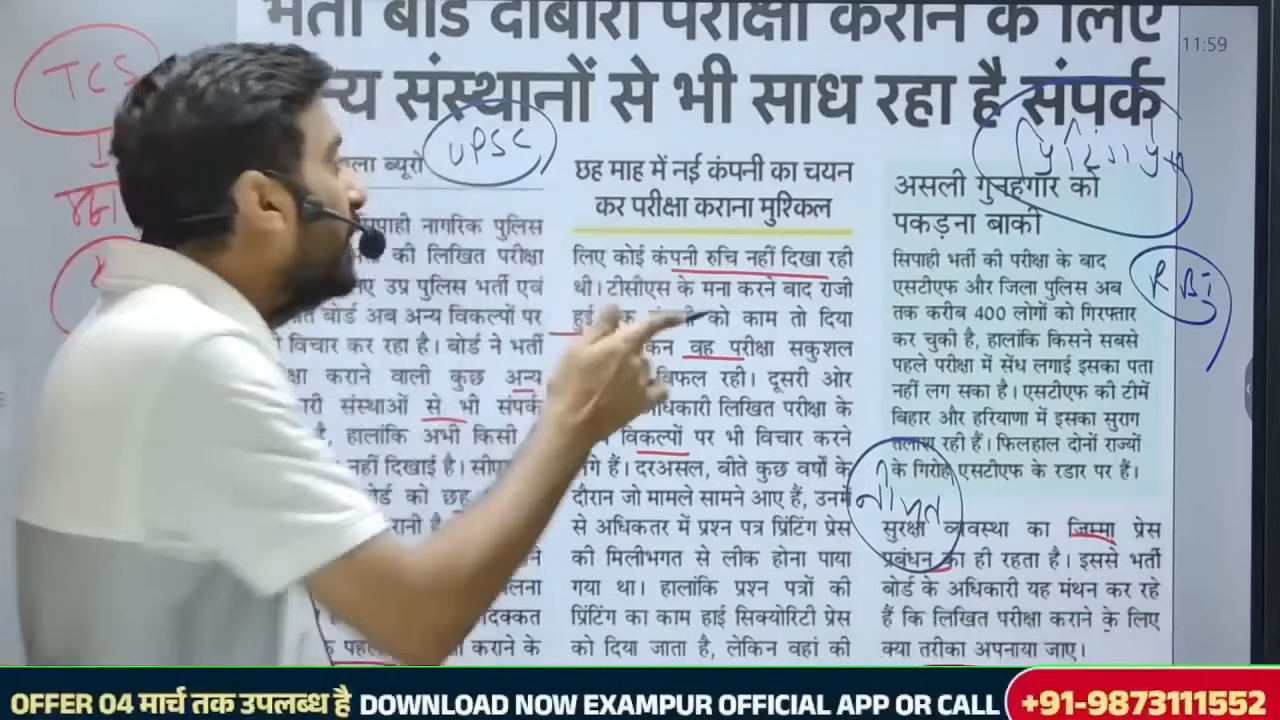 भर्ती बोर्ड दोबारा परीक्षा कराने के लिए
न्य संस्थानों से भी साध रहा है संपर्क
11:59
TCS
UPSC
RBI
ला ब्यूरो
सिपाही नागरिक पुलिस
की लिखित परीक्षा
उप्र पुलिस भर्ती एवं
बोर्ड अब अन्य विकल्पों पर
विचार कर रहा है। बोर्ड ने भर्ती
कराने वाली कुछ अन्य
संस्थाओं से भी संपर्क
हालांकि अभी किसी
नहीं दिखाई है।
को छह
दिक्कत
कराने के
छह माह में नई कंपनी का चयन
कर परीक्षा कराना मुश्किल
लिए कोई कंपनी रुचि नहीं दिखा रही
थी। टीसीएस के मना करने बाद राजी
हुई को काम तो दिया
वह परीक्षा सकुशल
विफल रही। दूसरी ओर
अधिकारी लिखित परीक्षा के
विकल्पों पर भी विचार करने
लगे हैं। दरअसल, बीते कुछ वर्षों के
दौरान जो मामले सामने आए हैं, उनमें
से अधिकतर में प्रश्न पत्र प्रिंटिंग प्रेस
की मिलीभगत से लीक होना पाया
गया था। हालांकि प्रश्न पत्रों की
प्रिंटिंग का काम हाई सिक्योरिटी प्रेस
को दिया जाता है, लेकिन वहां की
असली गुनहगार को
पकड़ना बाकी
सिपाही भर्ती की परीक्षा के बाद
एसटीएफ और जिला पुलिस अब
तक करीब 400 लोगों को गिरफ्तार
कर चुकी है, हालांकि किसने सबसे
पहले परीक्षा में सेंध लगाई इसका पता
नहीं लग सका है। एसटीएफ की टीमें
बिहार और हरियाणा में इसका सुराग
तलाश रही हैं। फिलहाल दोनों राज्यों
के गिरोह एसटीएफ के रडार पर हैं।
सुरक्षा व्यवस्था का जिम्मा प्रेस
प्रबंधन का ही रहता है। इससे भर्ती
बोर्ड के अधिकारी यह मंथन कर रहे
हैं कि लिखित परीक्षा कराने के लिए
क्या तरीका अपनाया जाए।
OFFER 04 मार्च तक उपलब्ध है DOWNLOAD NOW EXAMPUR OFFICIAL APP OR CALL +91-9873111552